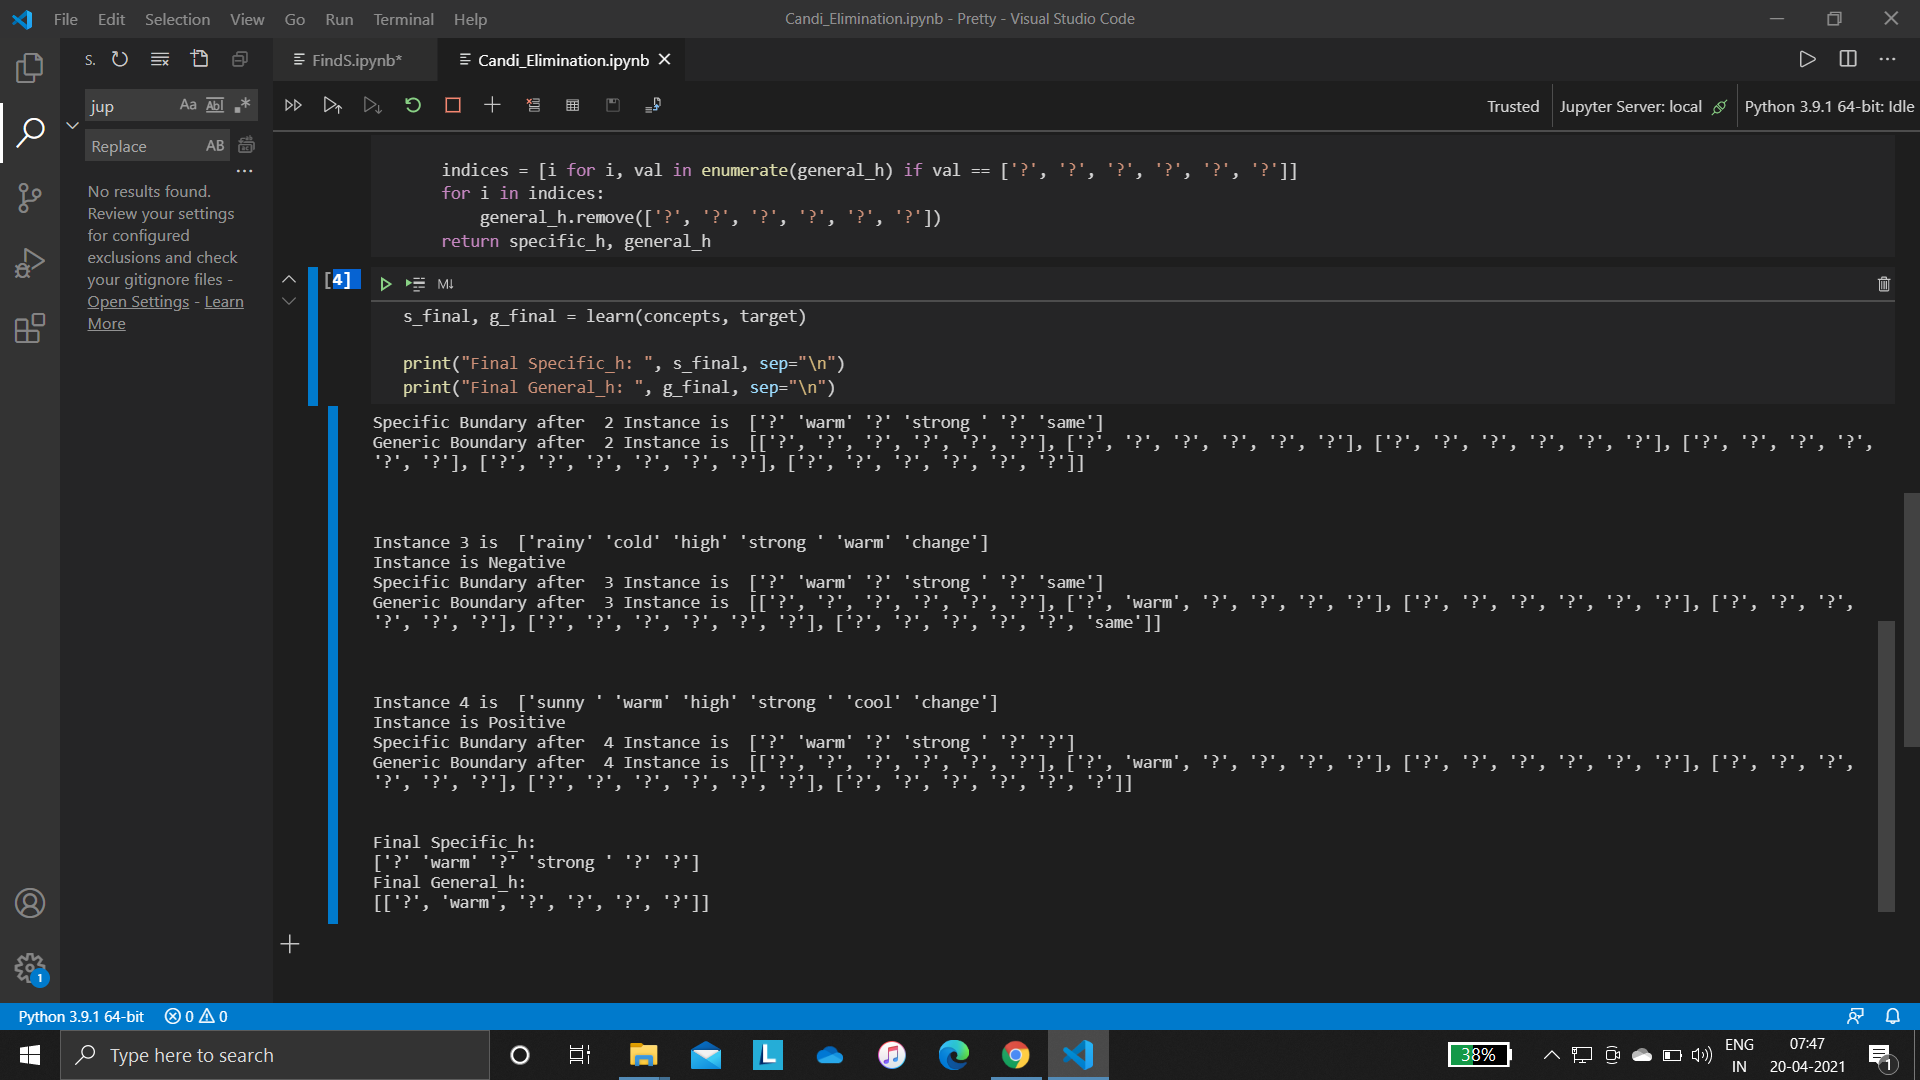 File Edit Selection View Go Run Terminal Help
Candi_Elimination.ipynb - Pretty - Visual Studio Code
S.
FindS.ipynb*
Candi_Elimination.ipynb
jup
Aa Abl .*
Trusted
Jupyter Server: local
Python 3.9.1 64-bit: Idle
Replace AB
...
No results found.
Review your settings
for configured
exclusions and check
your gitignore files -
Open Settings - Learn
More
indices = [i for i, val in enumerate(general_h) if val == ['?', '?', '?', '?', '?', '?']]
for i in indices:
general_h.remove(['?', '?', '?', '?', '?', '?'])
return specific_h, general_h
[4]
M↓
s_final, g_final = learn(concepts, target)
print("Final Specific_h: ", s_final, sep="\n")
print("Final General_h: ", g_final, sep="\n")
Specific Bundary after  2 Instance is  ['?' 'warm' '?' 'strong ' '?' 'same']
Generic Boundary after  2 Instance is  [['?', '?', '?', '?', '?', '?'], ['?', '?', '?', '?', '?', '?'], ['?', '?', '?', '?', '?', '?'], ['?', '?', '?', '?',
'?', '?'], ['?', '?', '?', '?', '?', '?'], ['?', '?', '?', '?', '?', '?']]
Instance 3 is  ['rainy' 'cold' 'high' 'strong ' 'warm' 'change']
Instance is Negative
Specific Bundary after  3 Instance is  ['?' 'warm' '?' 'strong ' '?' 'same']
Generic Boundary after  3 Instance is  [['?', '?', '?', '?', '?', '?'], ['?', 'warm', '?', '?', '?', '?'], ['?', '?', '?', '?', '?', '?'], ['?', '?', '?',
'?', '?', '?'], ['?', '?', '?', '?', '?', '?'], ['?', '?', '?', '?', '?', 'same']]
Instance 4 is  ['sunny ' 'warm' 'high' 'strong ' 'cool' 'change']
Instance is Positive
Specific Bundary after  4 Instance is  ['?' 'warm' '?' 'strong ' '?' '?']
Generic Boundary after  4 Instance is  [['?', '?', '?', '?', '?', '?'], ['?', 'warm', '?', '?', '?', '?'], ['?', '?', '?', '?', '?', '?'], ['?', '?', '?',
'?', '?', '?'], ['?', '?', '?', '?', '?', '?'], ['?', '?', '?', '?', '?', '?']]
Final Specific_h:
['?' 'warm' '?' 'strong ' '?' '?']
Final General_h:
[['?', 'warm', '?', '?', '?', '?']]
1
Python 3.9.1 64-bit 0 0
Type here to search
L
38%
ENG
IN
07:47
20-04-2021
1